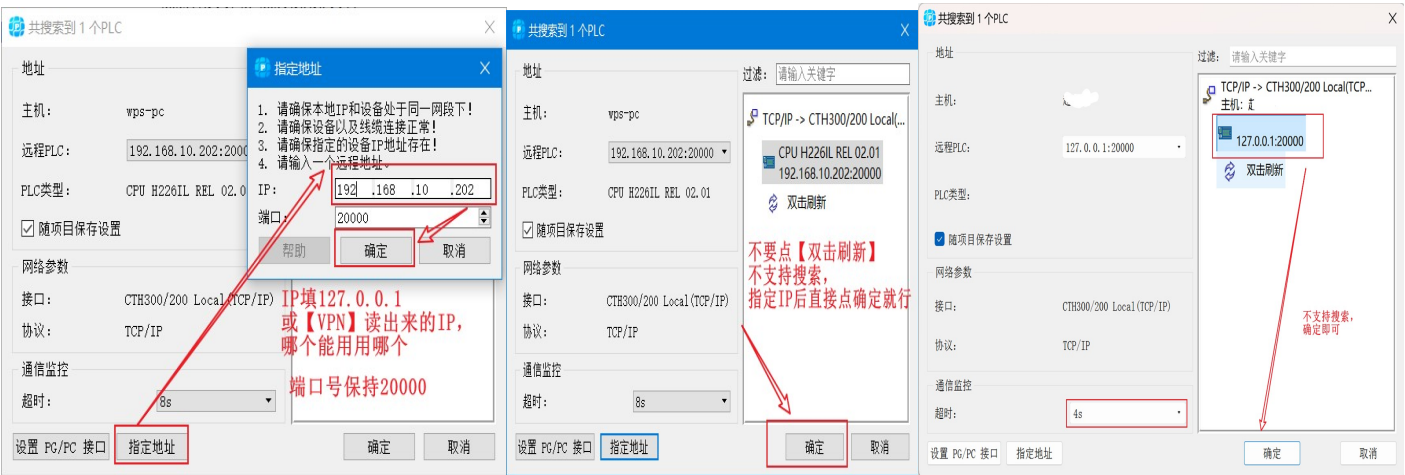 共搜索到 1 个PLC
地址
主机：
wps-pc
远程PLC：
192.168.10.202:2000
PLC类型：
CPU H226IL REL 02.0
随项目保存设置
网络参数
接口：
CTH300/200 Local(TCP/IP)
协议：
TCP/IP
通信监控
超时：
8s
设置 PG/PC 接口
指定地址
确定
取消
指定地址
1. 请确保本地IP和设备处于同一网段下！
2. 请确保设备以及线缆连接正常！
3. 请确保指定的设备IP地址存在！
4. 请输入一个远程地址。
IP：
192 .168 .10 .202
端口：
20000
帮助
确定
取消
IP填127.0.0.1
或【VPN】读出来的IP，
哪个能用用哪个
端口号保持20000
共搜索到 1 个PLC
地址
主机：
wps-pc
远程PLC：
192.168.10.202:20000
PLC类型：
CPU H226IL REL 02.01
随项目保存设置
网络参数
接口：
CTH300/200 Local(TCP/IP)
协议：
TCP/IP
通信监控
超时：
8s
设置 PG/PC 接口
指定地址
过滤：
请输入关键字
TCP/IP -> CTH300/200 Local(...
CPU H226IL REL 02.01
192.168.10.202:20000
双击刷新
不要点【双击刷新】
不支持搜索，
指定IP后直接点确定就行
确定
取消
共搜索到 1 个PLC
地址
主机：
远程PLC：
127.0.0.1:20000
PLC类型：
随项目保存设置
网络参数
接口：
CTH300/200 Local(TCP/IP)
协议：
TCP/IP
通信监控
超时：
4s
设置 PG/PC 接口
指定地址
过滤：
请输入关键字
TCP/IP -> CTH300/200 Local(TCP...
主机：
127.0.0.1:20000
双击刷新
不支持搜索，
确定即可
确定
取消